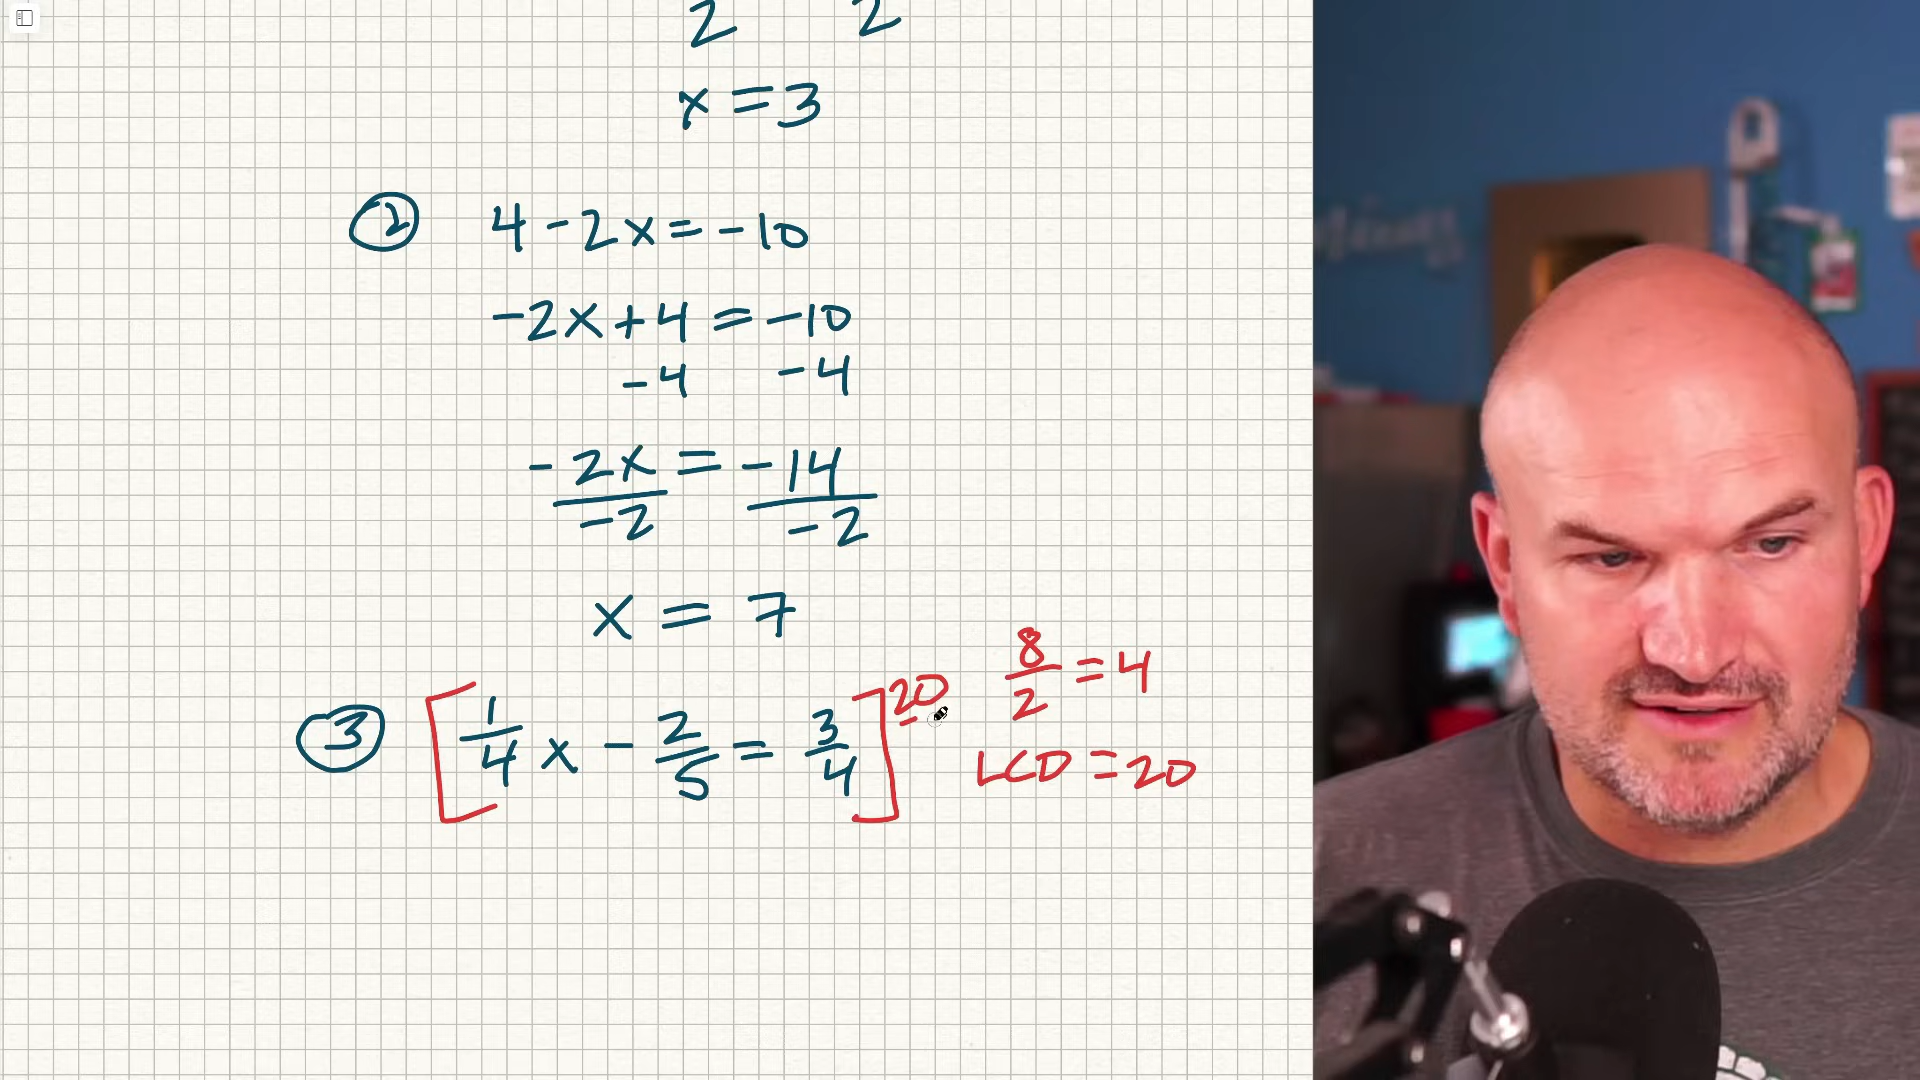 2 2
x = 3
② 4 - 2x = -10
-2x + 4 = -10
-4 -4
-2x = -14
-2 -2
x = 7
8/2 = 4
③ [1/4 x - 2/5 = 3/4] 20
LCD = 20